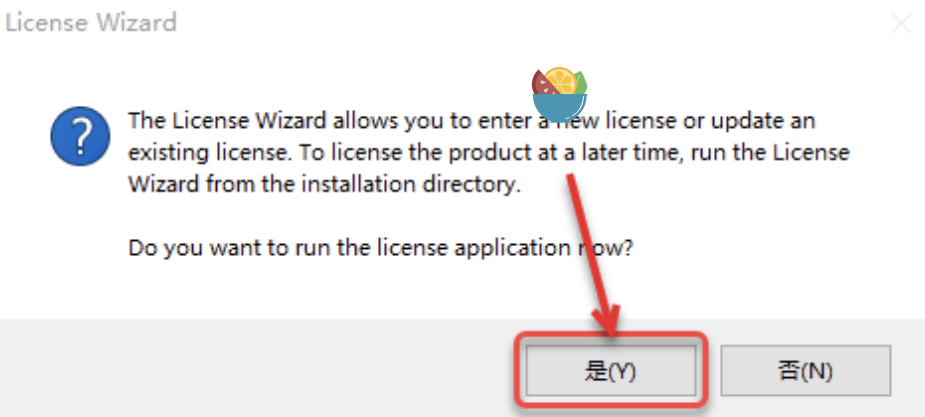 License Wizard
The License Wizard allows you to enter a new license or update an
existing license. To license the product at a later time, run the License
Wizard from the installation directory.
Do you want to run the license application now?
是(Y)
否(N)